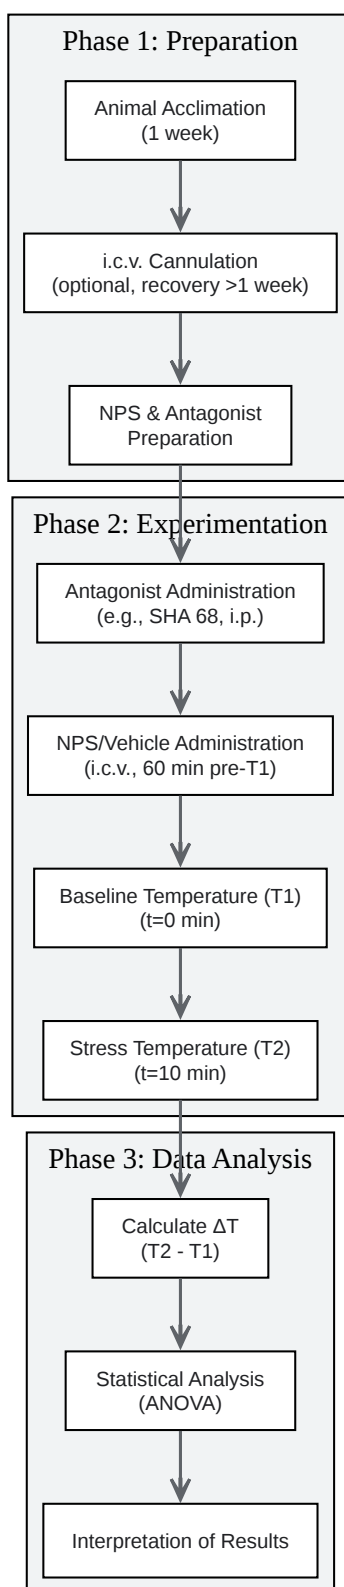 Phase 1: Preparation
Animal Acclimation
(1 week)
i.c.v. Cannulation
(optional, recovery >1 week)
NPS & Antagonist
Preparation
Phase 2: Experimentation
Antagonist Administration
(e.g., SHA 68, i.p.)
NPS/Vehicle Administration
(i.c.v., 60 min pre-T1)
Baseline Temperature (T1)
(t=0 min)
Stress Temperature (T2)
(t=10 min)
Phase 3: Data Analysis
Calculate ΔT
(T2 - T1)
Statistical Analysis
(ANOVA)
Interpretation of Results